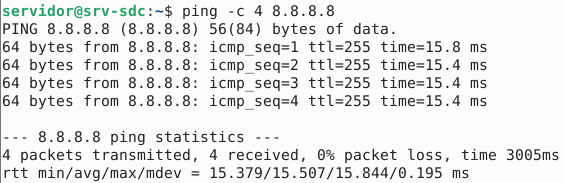 servidor@srv-sdc:~$ ping -c 4 8.8.8.8
PING 8.8.8.8 (8.8.8.8) 56(84) bytes of data.
64 bytes from 8.8.8.8: icmp_seq=1 ttl=255 time=15.8 ms
64 bytes from 8.8.8.8: icmp_seq=2 ttl=255 time=15.4 ms
64 bytes from 8.8.8.8: icmp_seq=3 ttl=255 time=15.4 ms
64 bytes from 8.8.8.8: icmp_seq=4 ttl=255 time=15.4 ms

--- 8.8.8.8 ping statistics ---
4 packets transmitted, 4 received, 0% packet loss, time 3005ms
rtt min/avg/max/mdev = 15.379/15.507/15.844/0.195 ms